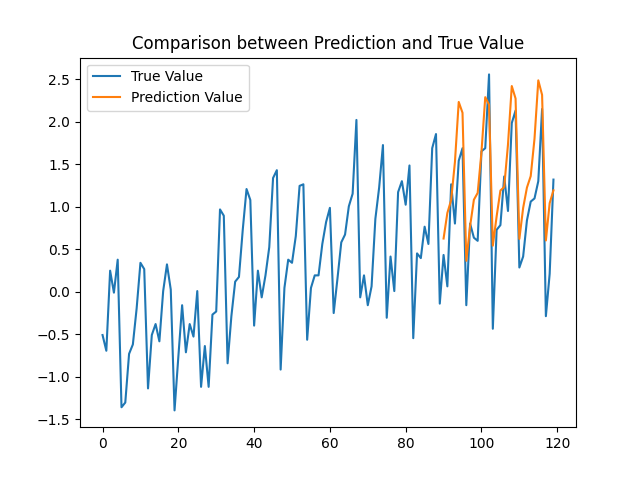 Comparison between Prediction and True Value
True Value
Prediction Value
2.5
2.0
1.5
1.0
0.5
0.0
−0.5
−1.0
−1.5
0 20 40 60 80 100 120